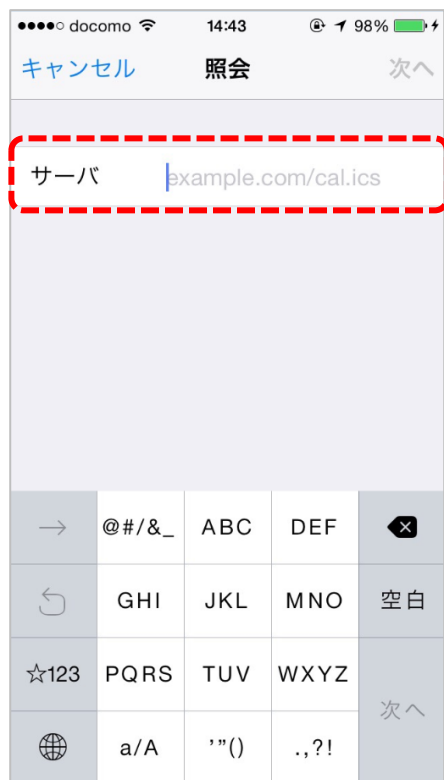 docomo 14:43 98%
キャンセル 照会 次へ
サーバ example.com/cal.ics
→ @#/&_ ABC DEF
GHI JKL MNO 空白
☆123 PQRS TUV WXYZ
次へ
a/A '"() .,?!